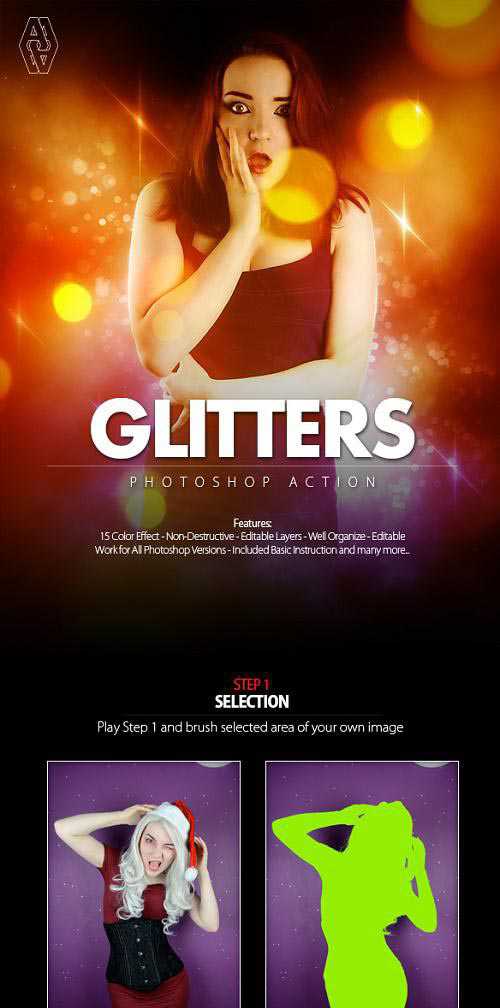 GLITTERS
PHOTOSHOP ACTION
Features:
15 Color Effect - Non-Destructive - Editable Layers - Well Organize - Editable
Work for All Photoshop Versions - Included Basic Instruction and many more..
STEP 1
SELECTION
Play Step 1 and brush selected area of your own image